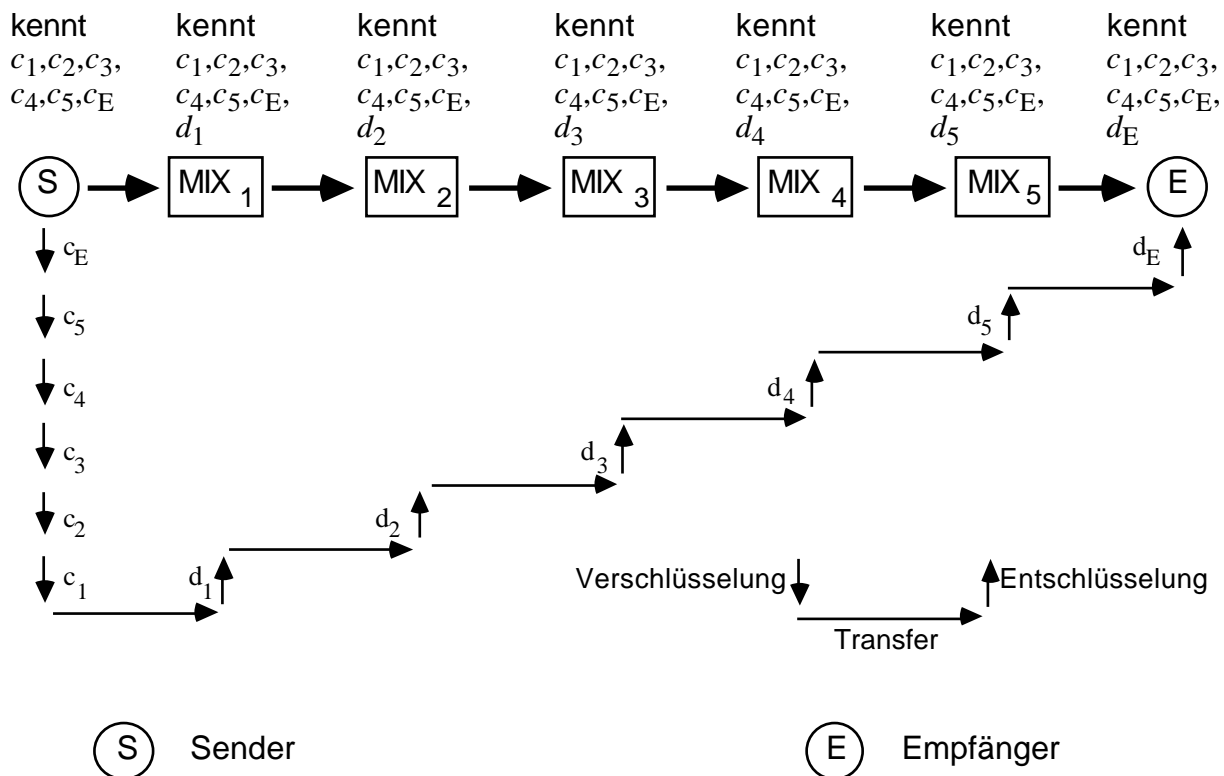 kennt kennt kennt kennt kennt kennt kennt
c1,c2,c3, c1,c2,c3, c1,c2,c3, c1,c2,c3, c1,c2,c3, c1,c2,c3, c1,c2,c3,
c4,c5,cE c4,c5,cE, c4,c5,cE, c4,c5,cE, c4,c5,cE, c4,c5,cE, c4,c5,cE,
d1 d2 d3 d4 d5 dE
S MIX 1 MIX 2 MIX 3 MIX 4 MIX 5 E
cE dE
c5 d5
c4 d4
c3 d3
c2 d2
c1 d1 Verschlüsselung Entschlüsselung
Transfer
S Sender E Empfänger